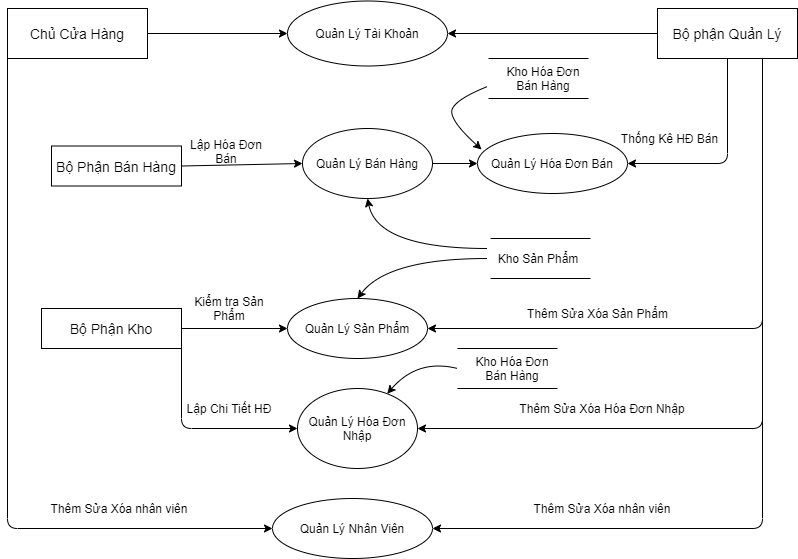 Chủ Cửa Hàng
Quản Lý Tài Khoản
Bộ phận Quản Lý
Kho Hóa Đơn
Bán Hàng
Thống Kê HĐ Bán
Lập Hóa Đơn
Bán
Bộ Phận Bán Hàng
Quản Lý Bán Hàng
Quản Lý Hóa Đơn Bán
Kho Sản Phẩm
Kiểm tra Sản
Phẩm
Bộ Phận Kho
Quản Lý Sản Phẩm
Thêm Sửa Xóa Sản Phẩm
Kho Hóa Đơn
Bán Hàng
Lập Chi Tiết HĐ
Quản Lý Hóa Đơn
Nhập
Thêm Sửa Xóa Hóa Đơn Nhập
Thêm Sửa Xóa nhân viên
Quản Lý Nhân Viên
Thêm Sửa Xóa nhân viên